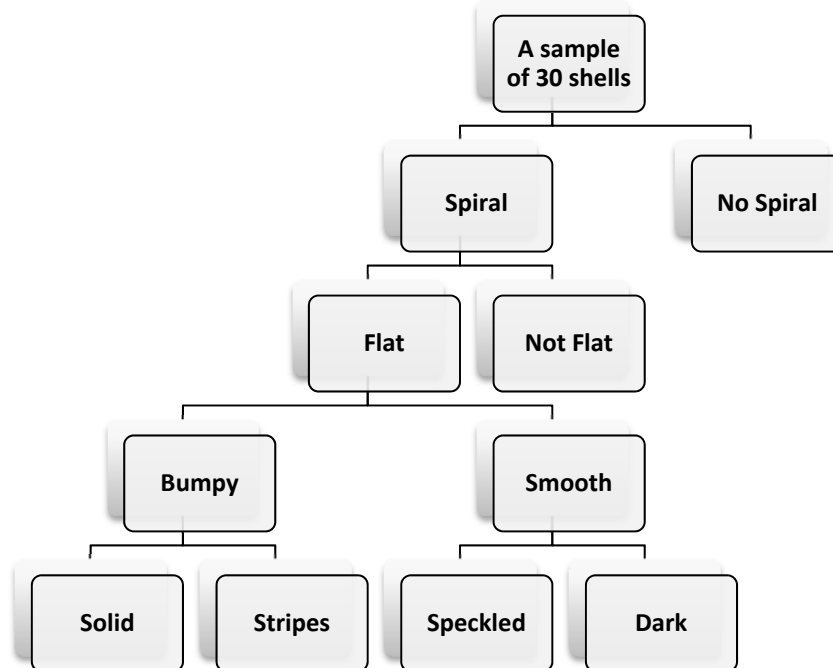 A sample
of 30 shells
Spiral
No Spiral
Flat
Not Flat
Bumpy
Smooth
Solid
Stripes
Speckled
Dark